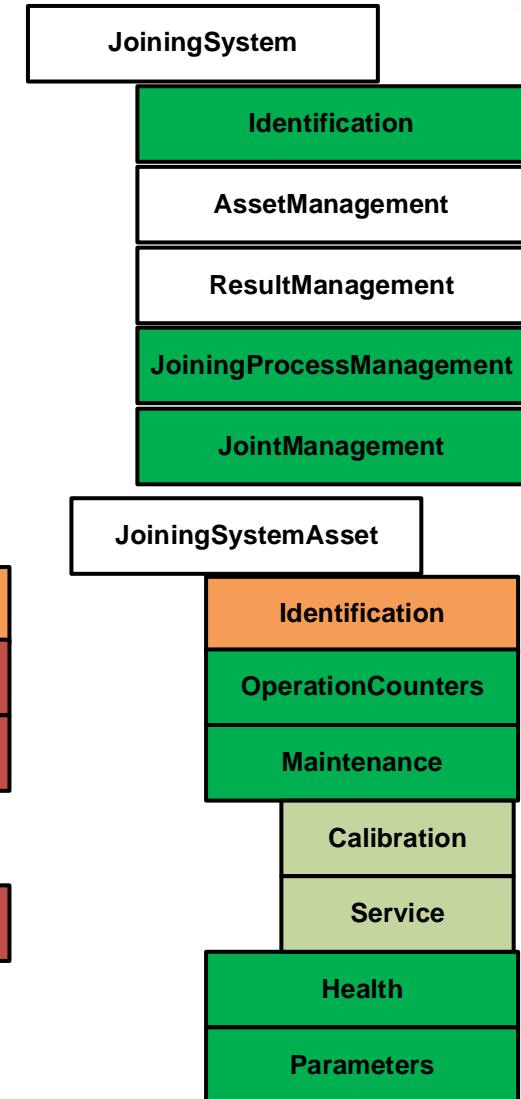 JoiningSystem
Identification
AssetManagement
ResultManagement
JoiningProcessManagement
JointManagement
JoiningSystemAsset
Identification
OperationCounters
Maintenance
Calibration
Service
Health
Parameters